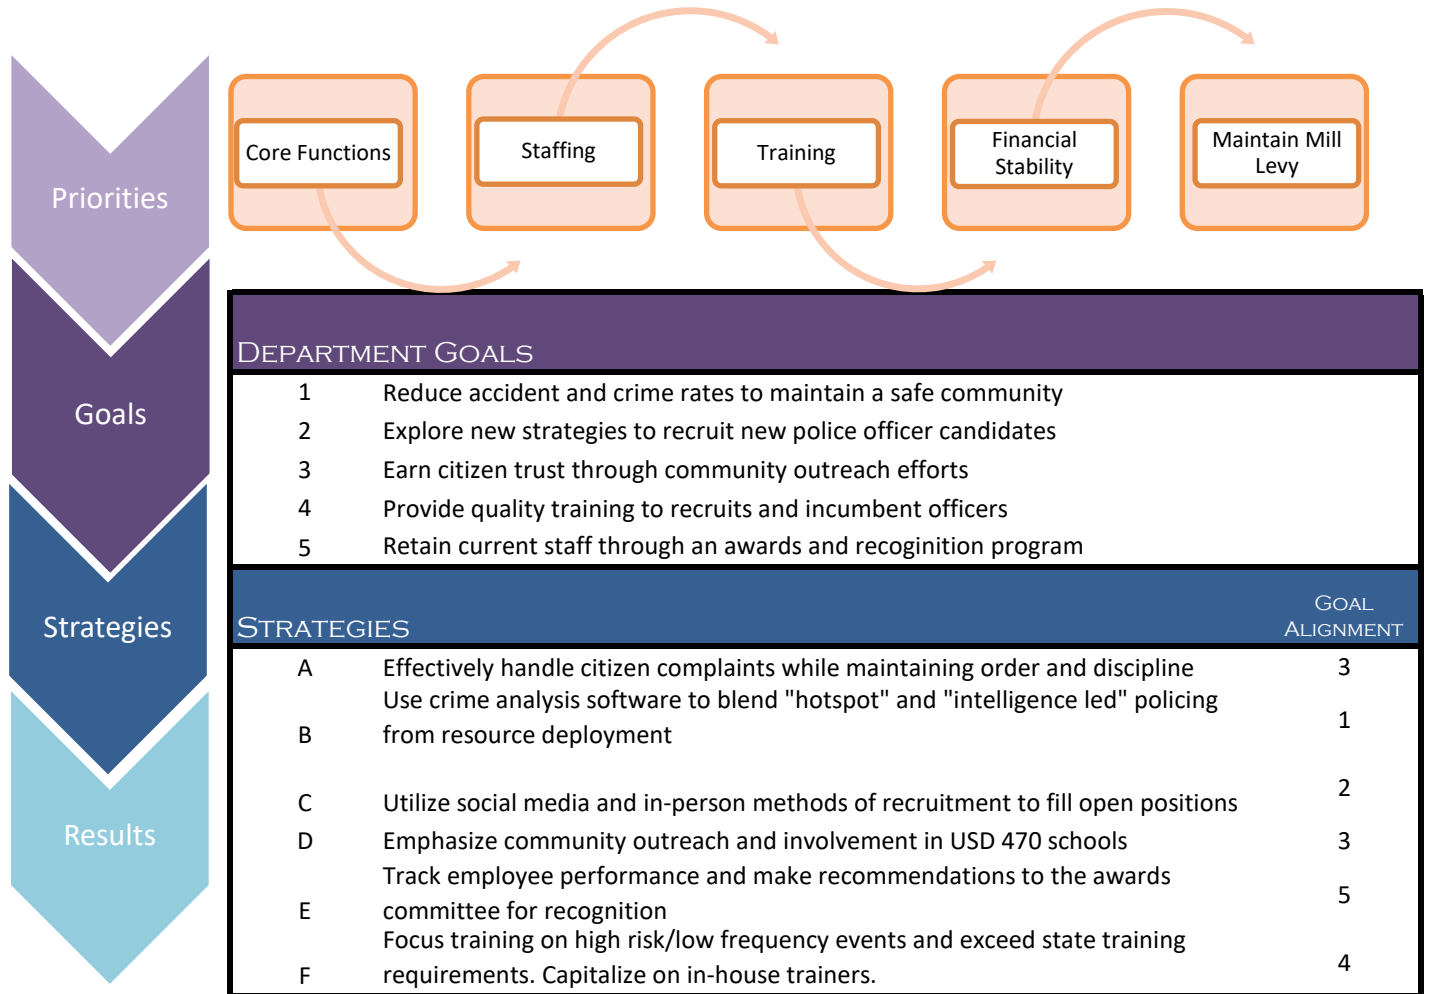 Priorities
Goals
Strategies
Results
Core Functions
Staffing
Training
Financial
Stability
Maintain Mill
Levy
DEPARTMENT GOALS
1 Reduce accident and crime rates to maintain a safe community
2 Explore new strategies to recruit new police officer candidates
3 Earn citizen trust through community outreach efforts
4 Provide quality training to recruits and incumbent officers
5 Retain current staff through an awards and recoginition program
STRATEGIES
GOAL
ALIGNMENT
A Effectively handle citizen complaints while maintaining order and discipline 3
Use crime analysis software to blend "hotspot" and "intelligence led" policing
B from resource deployment 1
C Utilize social media and in-person methods of recruitment to fill open positions 2
D Emphasize community outreach and involvement in USD 470 schools 3
Track employee performance and make recommendations to the awards
E committee for recognition 5
Focus training on high risk/low frequency events and exceed state training
F requirements. Capitalize on in-house trainers. 4